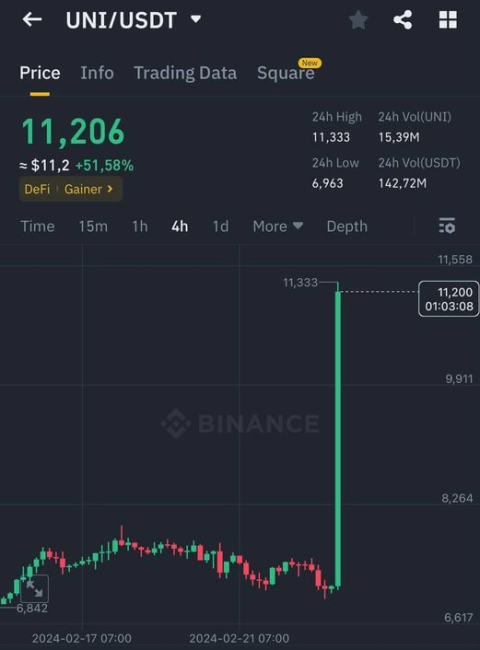 UNI/USDT
Price Info Trading Data Square New
11,206
≈ $11,2 +51,58%
DeFi Gainer
24h High
11,333
24h Vol(UNI)
15,39M
24h Low
6,963
24h Vol(USDT)
142,72M
Time 15m 1h 4h 1d More Depth
11,558
11,333
11,200
01:03:08
9,911
BINANCE
8,264
6,842
6,617
2024-02-17 07:00 2024-02-21 07:00